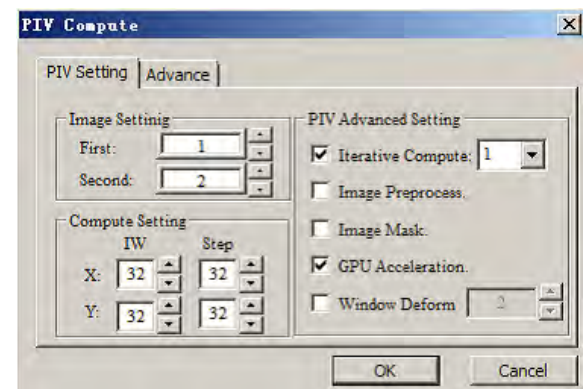 PIV Compute
PIV Setting
Advance
Image Settinig
First: 1
Second: 2
Compute Setting
IW Step
X: 32 32
Y: 32 32
PIV Advanced Setting
Iterative Compute: 1
Image Preprocess.
Image Mask.
GPU Acceleration.
Window Deform 2
OK
Cancel